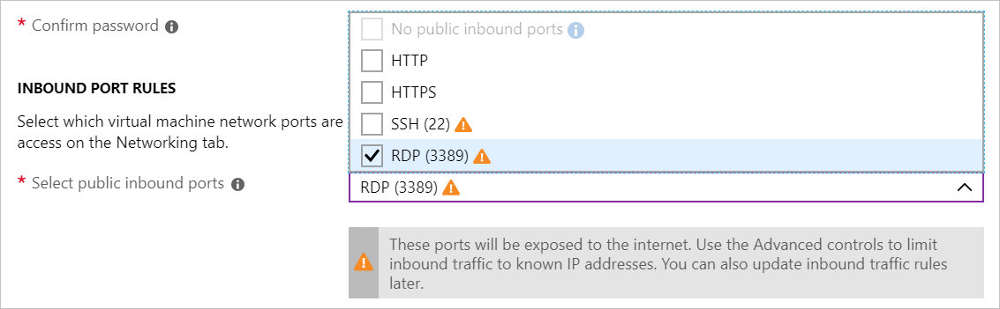 * Confirm password
No public inbound ports
HTTP
HTTPS
INBOUND PORT RULES
Select which virtual machine network ports are
access on the Networking tab.
SSH (22)
RDP (3389)
* Select public inbound ports
RDP (3389)
These ports will be exposed to the internet. Use the Advanced controls to limit
inbound traffic to known IP addresses. You can also update inbound traffic rules
later.